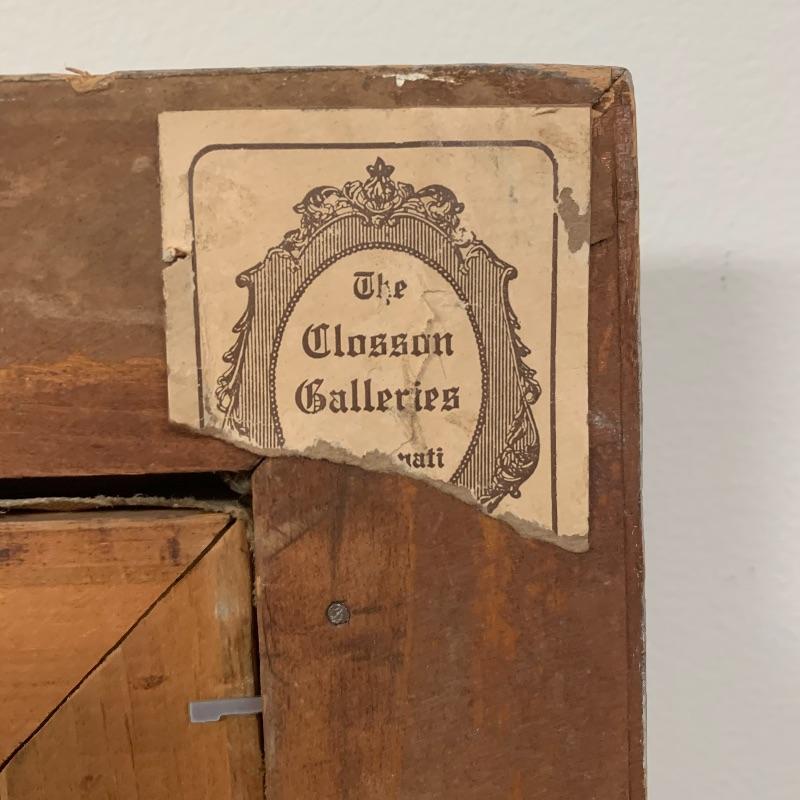 The
Closson
Galleries
nati